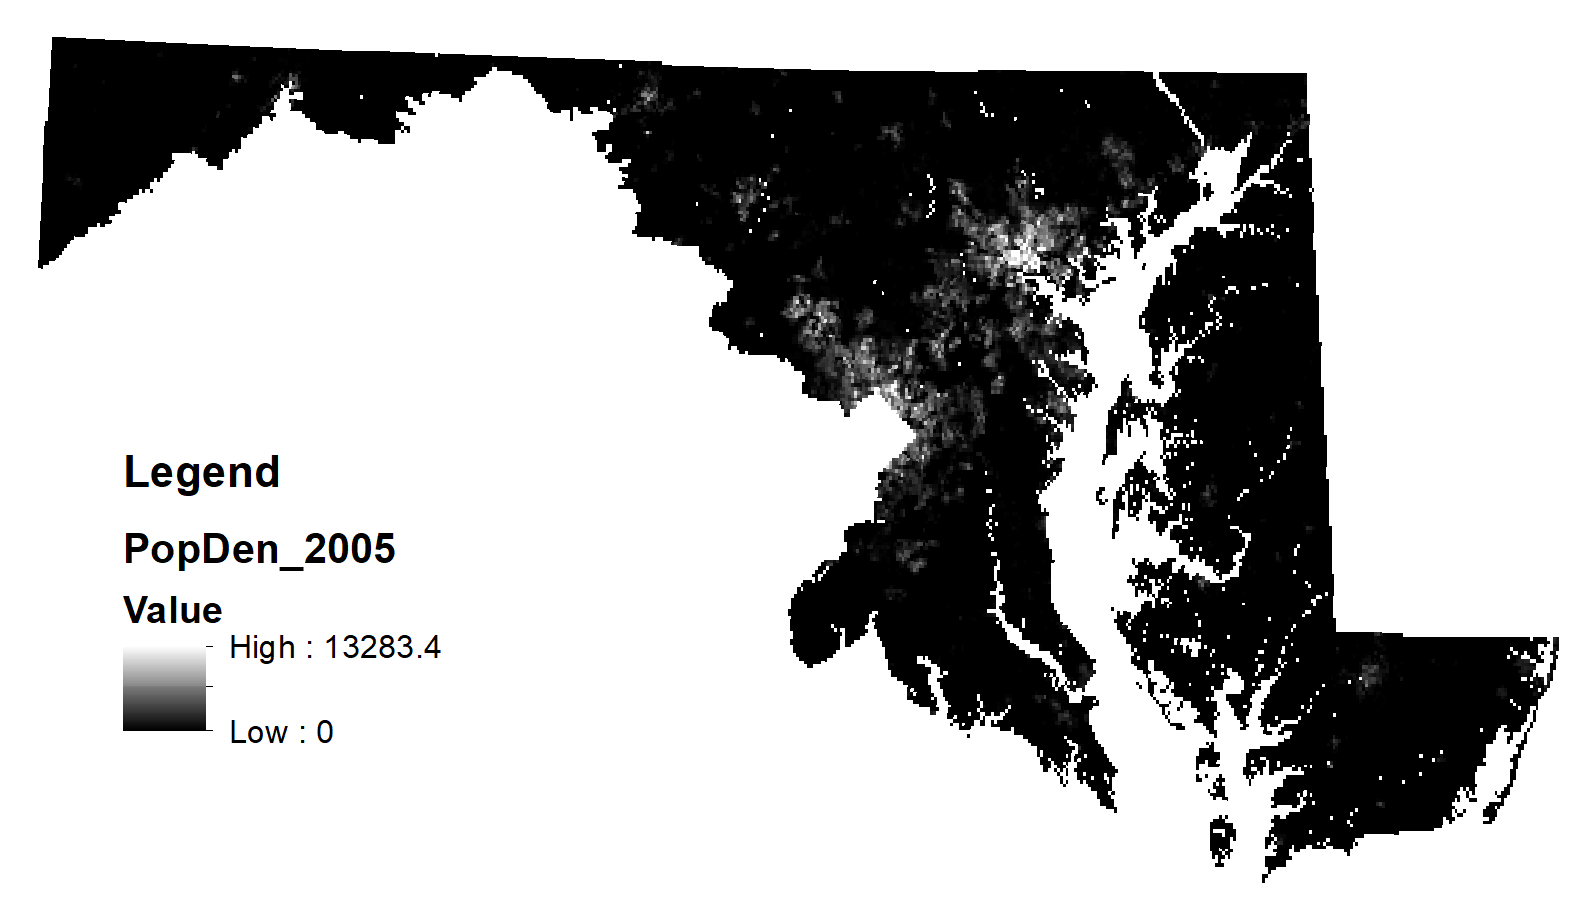 Legend
PopDen_2005
Value
High : 13283.4
Low : 0